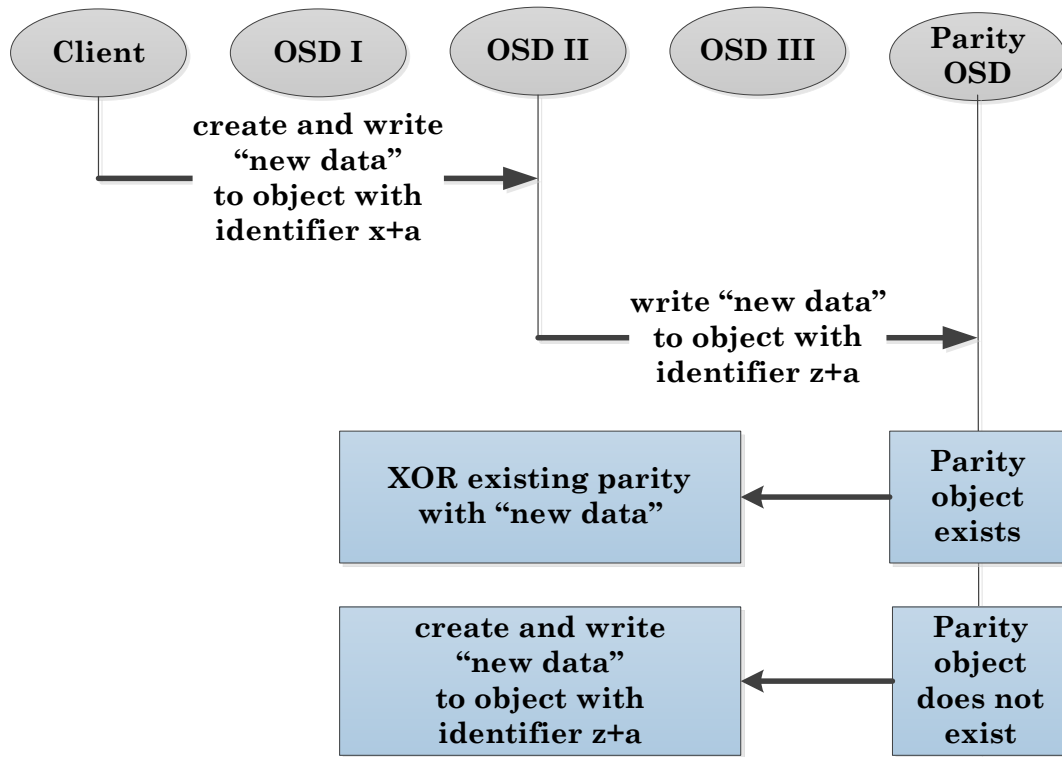 Client
OSD I
OSD II
OSD III
Parity
OSD
create and write
“new data”
to object with
identifier x+a
write “new data”
to object with
identifier z+a
XOR existing parity
with “new data”
Parity
object
exists
create and write
“new data”
to object with
identifier z+a
Parity
object
does not
exist